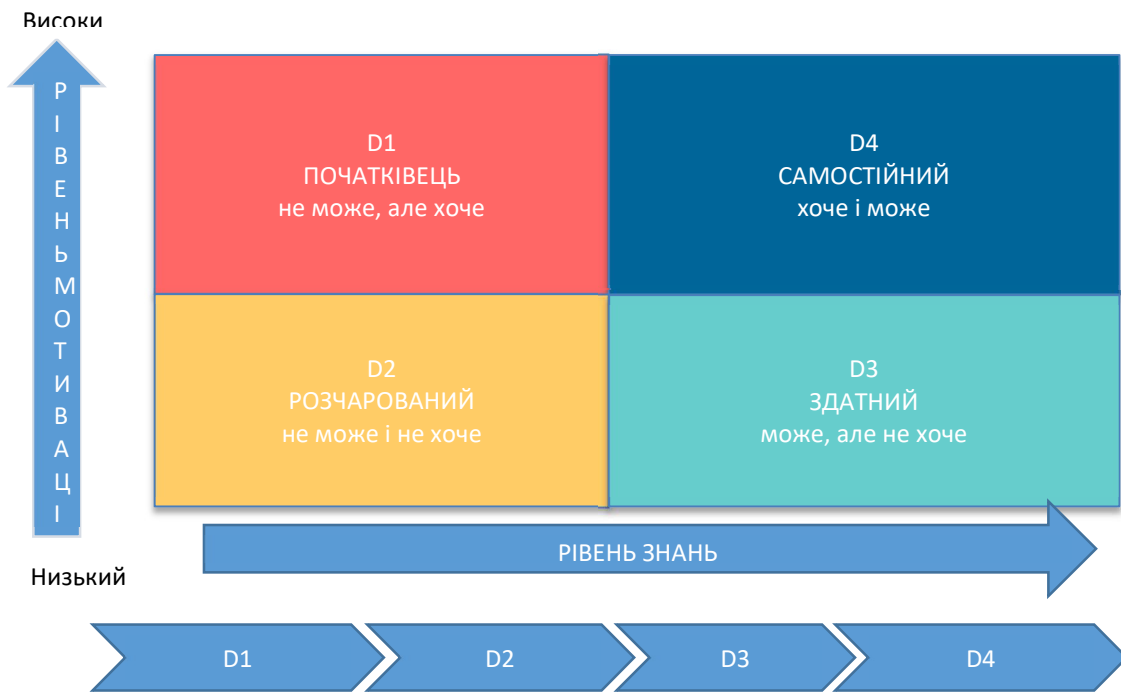 Високи
РІВЕНЬМОТИВАЦІ
D1
ПОЧАТКІВЕЦЬ
не може, але хоче
D4
САМОСТІЙНИЙ
хоче і може
D2
РОЗЧАРОВАНИЙ
не може і не хоче
D3
ЗДАТНИЙ
може, але не хоче
РІВЕНЬ ЗНАНЬ
Низький
D1
D2
D3
D4